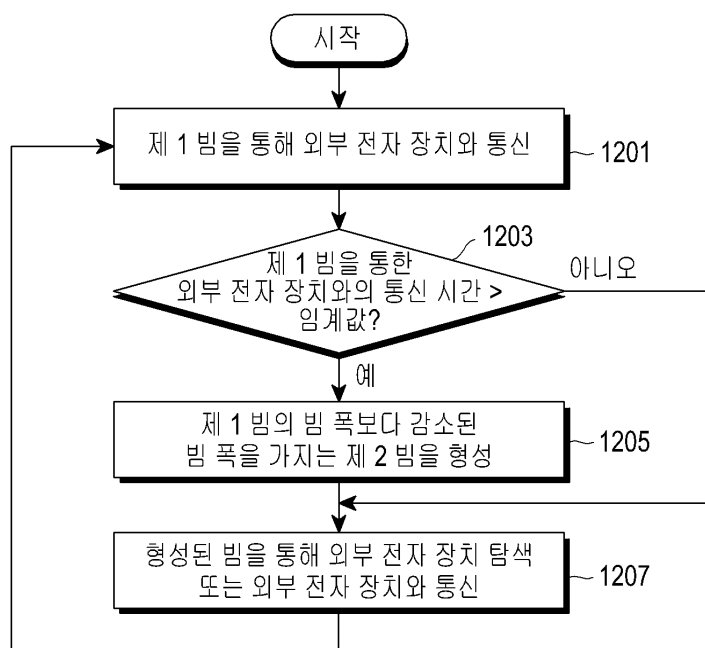 시작
제 1 빔을 통해 외부 전자 장치와 통신
1201
1203
제 1 빔을 통한
외부 전자 장치와의 통신 시간 >
임계값?
아니오
예
제 1 빔의 빔 폭보다 감소된
빔 폭을 가지는 제 2 빔을 형성
1205
형성된 빔을 통해 외부 전자 장치 탐색
또는 외부 전자 장치와 통신
1207